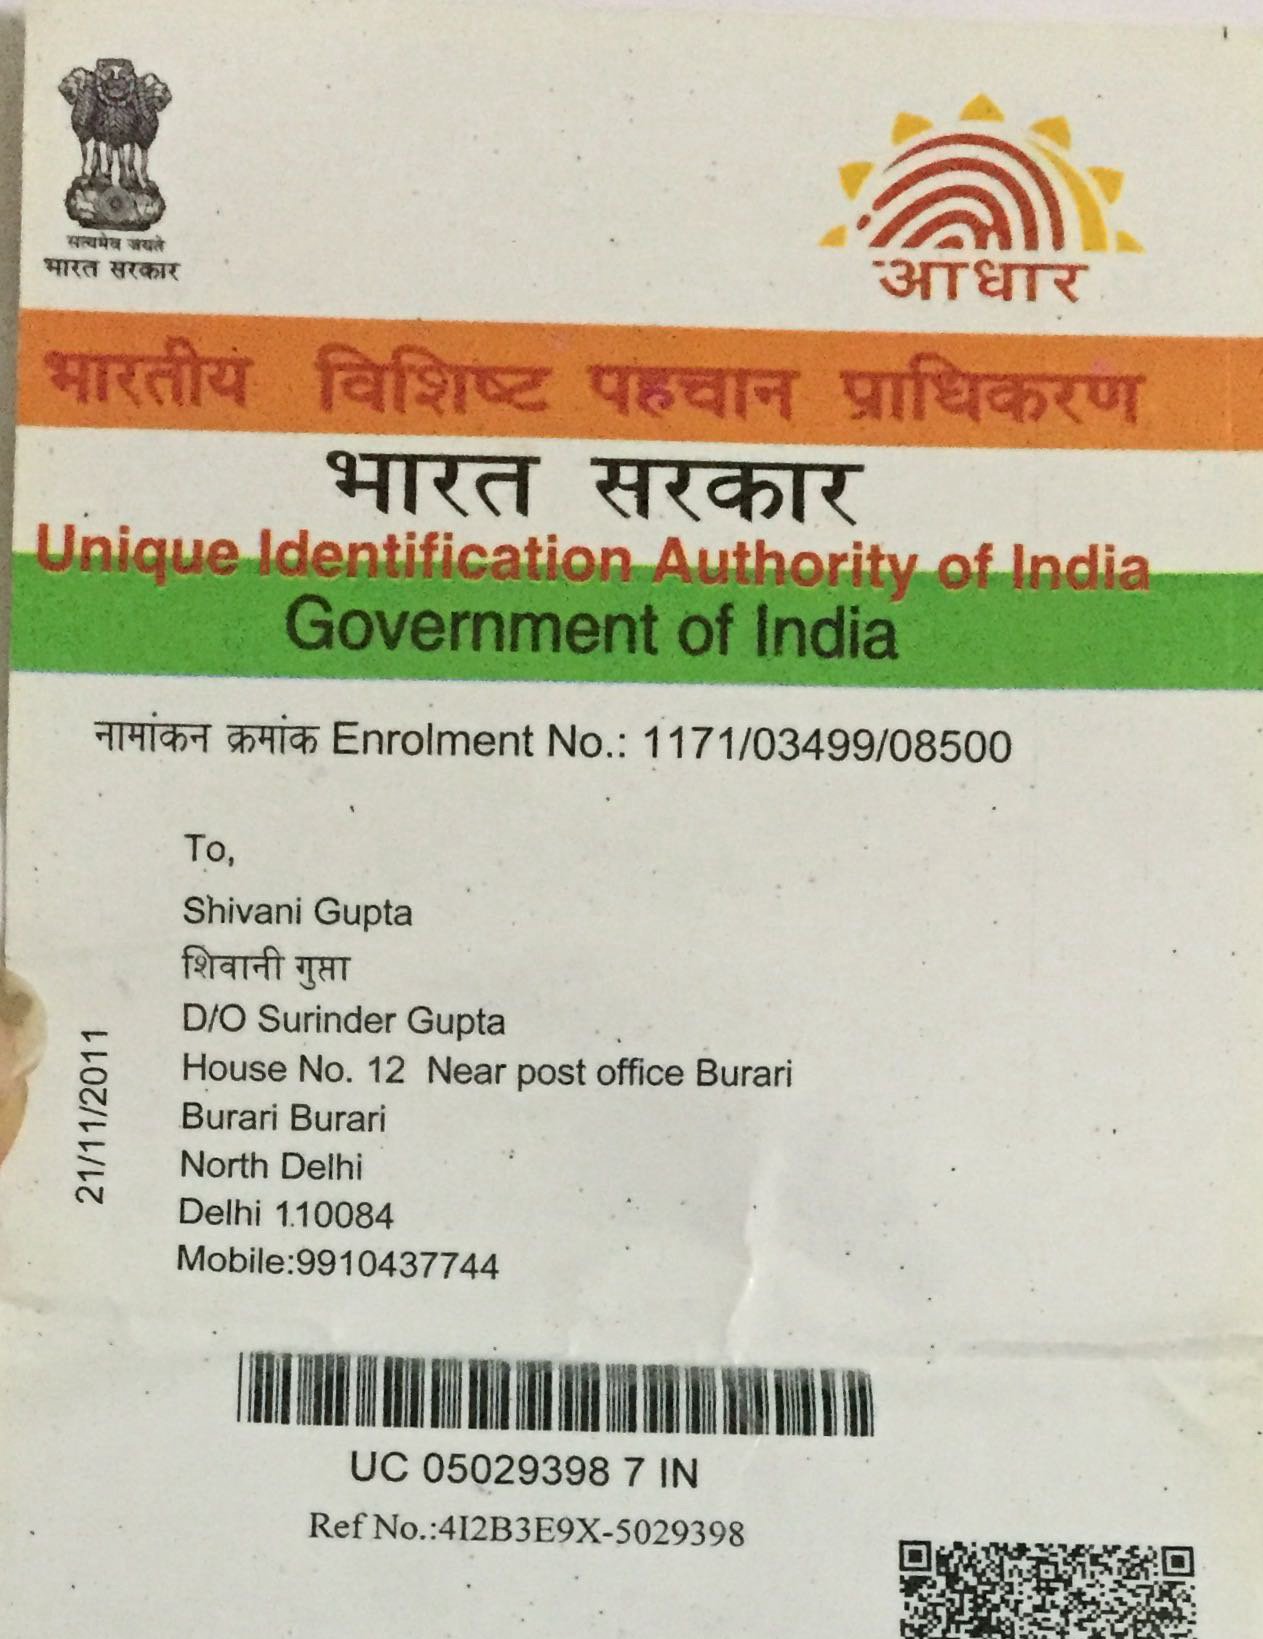 सत्यमेव जयते
भारत सरकार
आधार
भारतीय विशिष्ट पहचान प्राधिकरण
भारत सरकार
Unique Identification Authority of India
Government of India
नामांकन क्रमांक Enrolment No.: 1171/03499/08500
To,
Shivani Gupta
शिवानी गुप्ता
D/O Surinder Gupta
House No. 12 Near post office Burari
Burari Burari
North Delhi
Delhi 110084
Mobile:9910437744
21/11/2011
UC 05029398 7 IN
Ref No.:4I2B3E9X-5029398